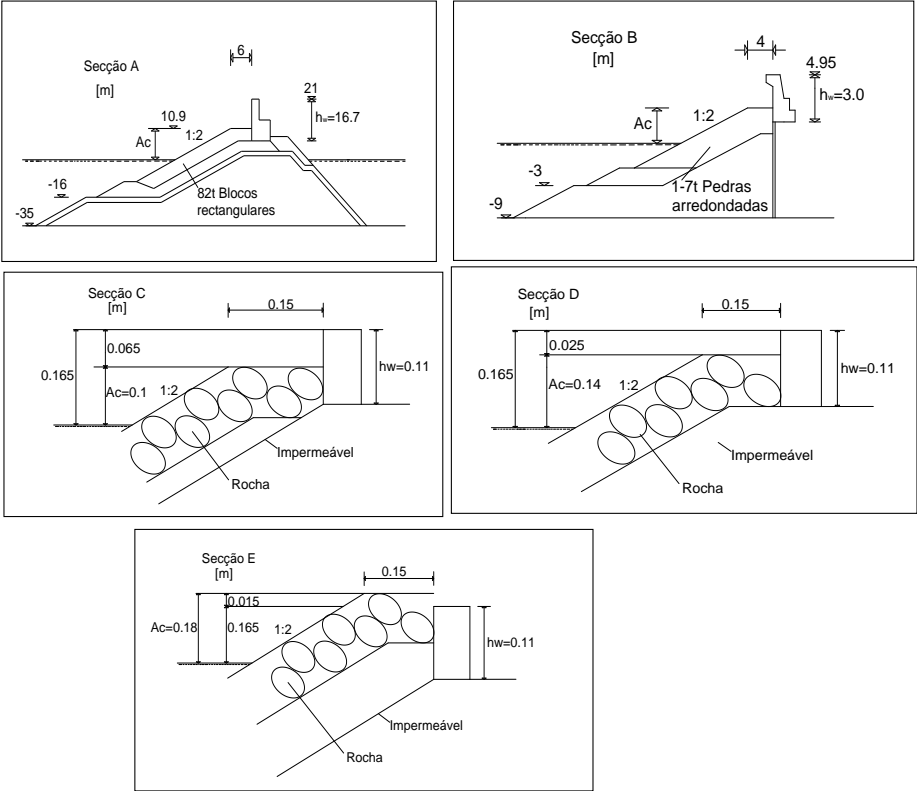 Secção A
[m]
6
21
10.9
hw=16.7
Ac
1:2
-16
82t Blocos
rectangulares
-35
Secção B
[m]
4
4.95
hw=3.0
Ac
1:2
-3
1-7t Pedras
arredondadas
-9
Secção C
[m]
0.15
0.065
0.165
hw=0.11
Ac=0.1
1:2
Impermeável
Rocha
Secção D
[m]
0.15
0.025
0.165
hw=0.11
Ac=0.14
1:2
Impermeável
Rocha
Secção E
[m]
0.15
0.015
Ac=0.18
0.165
1:2
hw=0.11
Impermeável
Rocha